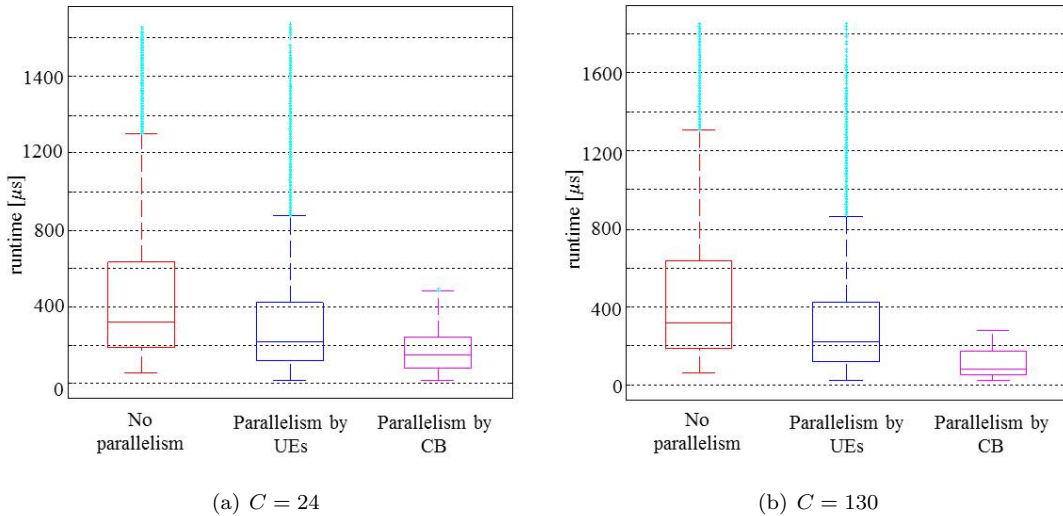 runtime [µs]
1400
1200
800
400
0
No
parallelism
Parallelism by
UEs
Parallelism by
CB
(a) C = 24
runtime [µs]
1600
1200
800
400
0
No
parallelism
Parallelism by
UEs
Parallelism by
CB
(b) C = 130